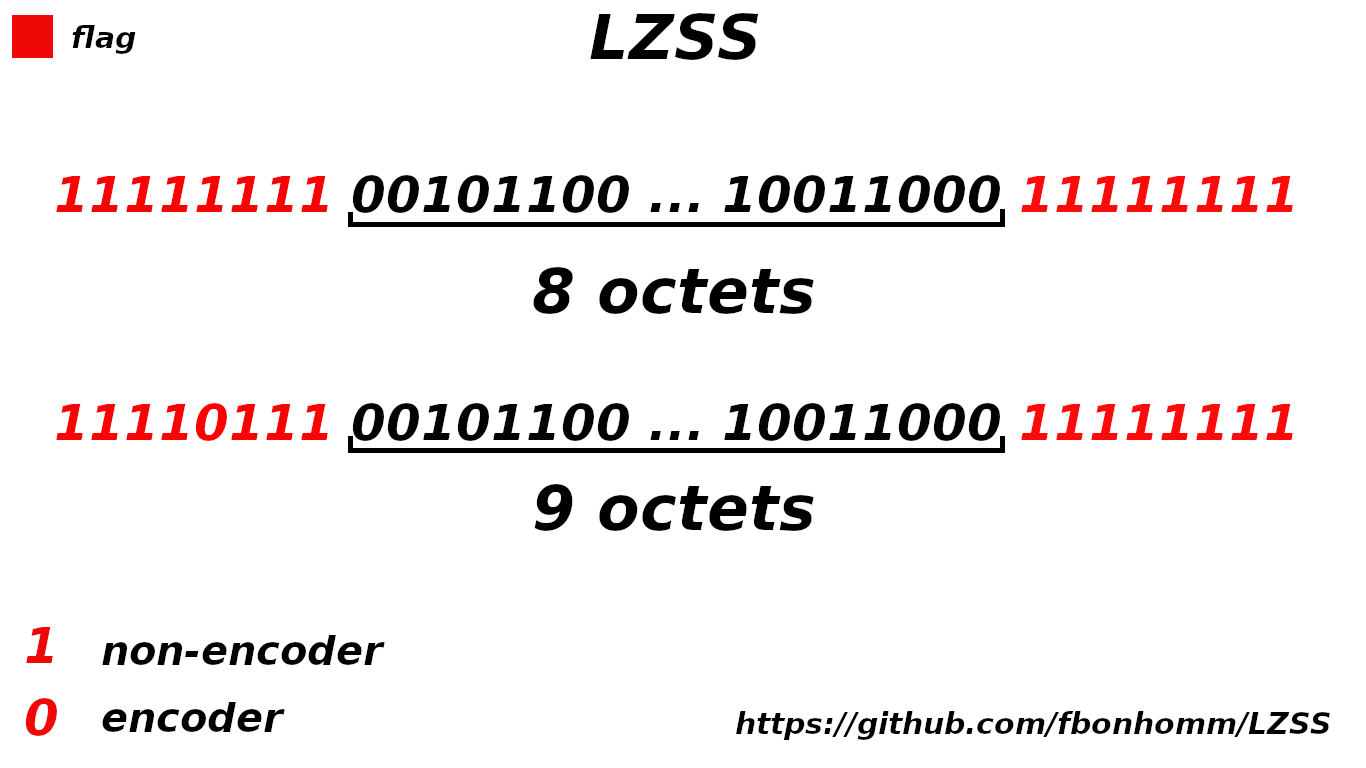 flag
LZSS
11111111 00101100 ... 10011000 11111111
8 octets
11110111 00101100 ... 10011000 11111111
9 octets
1 non-encoder
0 encoder
https://github.com/fbonhomm/LZSS